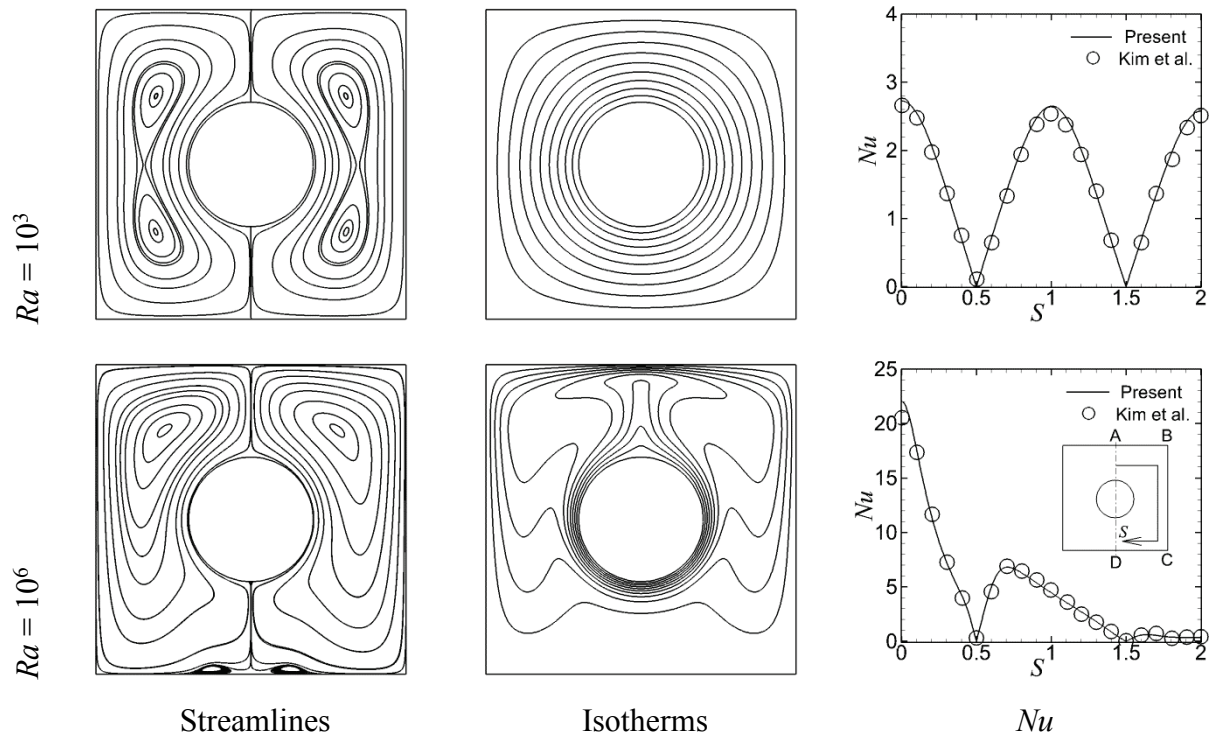 Ra = 10³
4
3
2
1
0
Nu
Present
Kim et al.
0
0.5
1
1.5
2
S
Ra = 10⁶
25
20
15
10
5
0
Nu
Present
Kim et al.
A
B
S
D
C
0
0.5
1
1.5
2
S
Streamlines
Isotherms
Nu